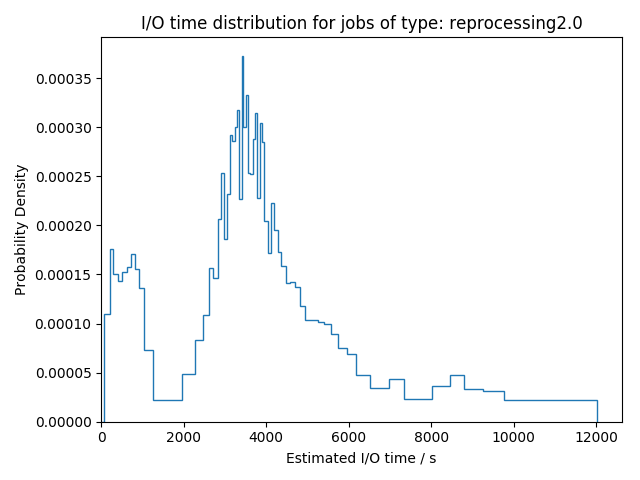 I/O time distribution for jobs of type: reprocessing2.0
Probability Density
0.00035
0.00030
0.00025
0.00020
0.00015
0.00010
0.00005
0.00000
0 2000 4000 6000 8000 10000 12000
Estimated I/O time / s